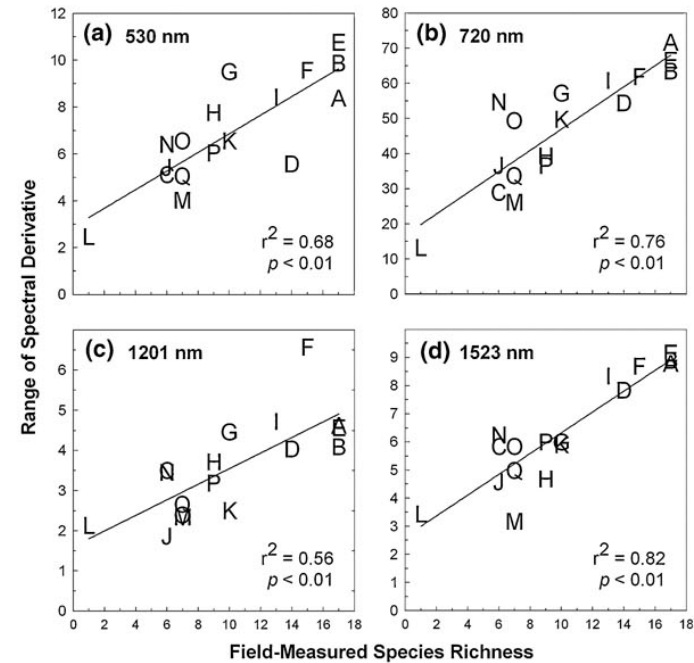 (a) 530 nm
12
10
8
6
4
2
0
E
B
F
G
A
I
H
N
O
K
P
J
C
Q
D
M
L
r2 = 0.68
p < 0.01
(b) 720 nm
80
70
60
50
40
30
20
10
0
A
E
B
F
I
G
D
N
O
K
H
P
J
Q
C
M
L
r2 = 0.76
p < 0.01
Range of Spectral Derivative
(c) 1201 nm
7
6
5
4
3
2
1
0
F
I
A
E
B
G
D
H
N
P
O
Q
M
K
L
J
r2 = 0.56
p < 0.01
0 2 4 6 8 10 12 14 16 18
(d) 1523 nm
9
8
7
6
5
4
3
2
1
0
E
B
A
F
I
D
N
C
O
P
G
K
Q
J
H
L
M
r2 = 0.82
p < 0.01
0 2 4 6 8 10 12 14 16 18
Field-Measured Species Richness